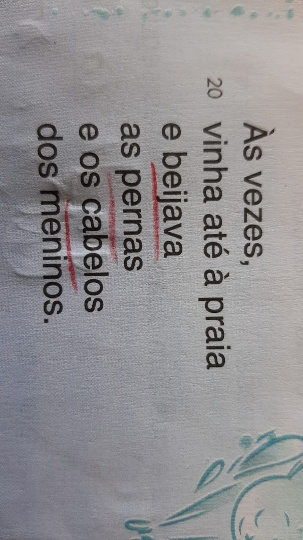 Às vezes,
20 vinha até à praia
e beijava
as pernas
e os cabelos
dos meninos.